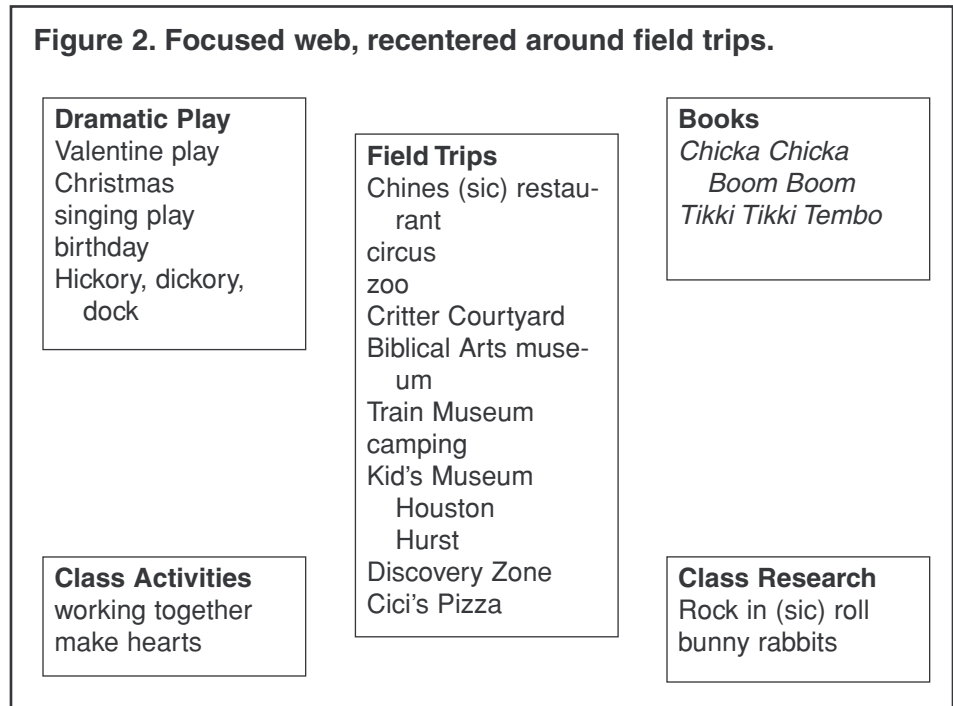 Figure 2. Focused web, recentered around field trips.
Dramatic Play
Valentine play
Christmas
singing play
birthday
Hickory, dickory,
dock
Field Trips
Chines (sic) restau-
rant
circus
zoo
Critter Courtyard
Biblical Arts muse-
um
Train Museum
camping
Kid's Museum
Houston
Hurst
Discovery Zone
Cici's Pizza
Books
Chicka Chicka
Boom Boom
Tikki Tikki Tembo
Class Activities
working together
make hearts
Class Research
Rock in (sic) roll
bunny rabbits